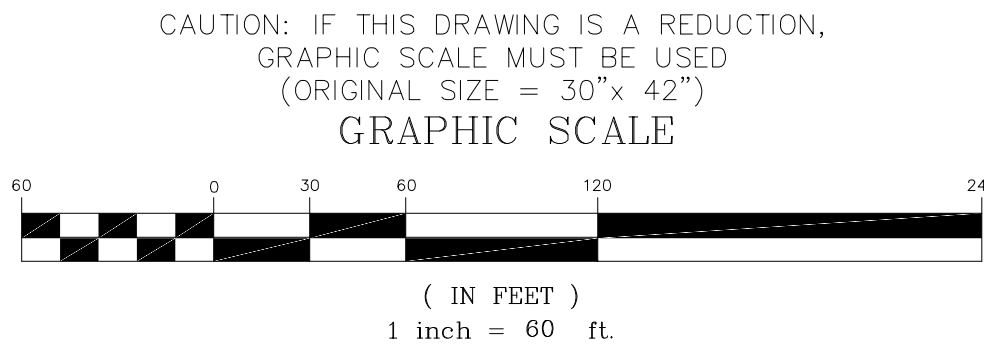 CAUTION: IF THIS DRAWING IS A REDUCTION,
GRAPHIC SCALE MUST BE USED
(ORIGINAL SIZE = 30”x 42”)
GRAPHIC SCALE
60 0 30 60 120 24
( IN FEET )
1 inch = 60 ft.